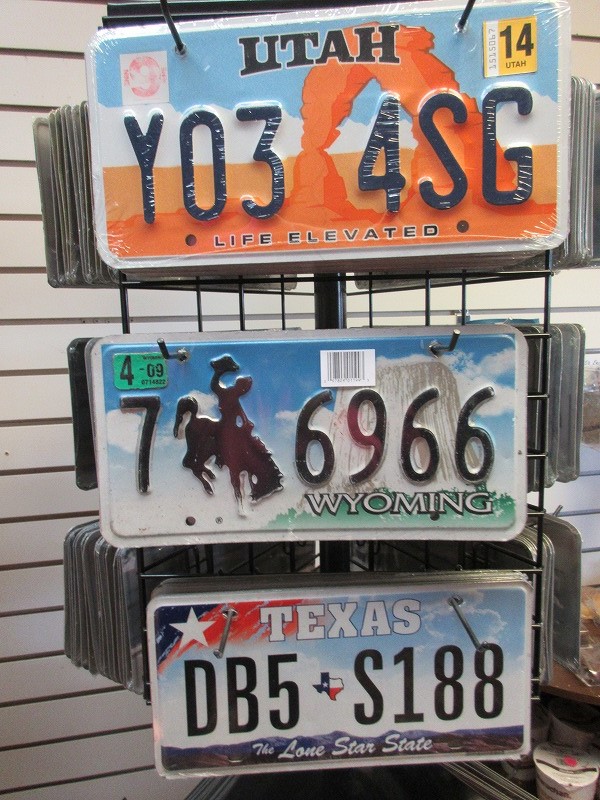 UTAH
14
UTAH
1515067
Y03 4SG
LIFE ELEVATED
4 - 09
7 6966
WYOMING
®
TEXAS
DB5 S188
The Lone Star State